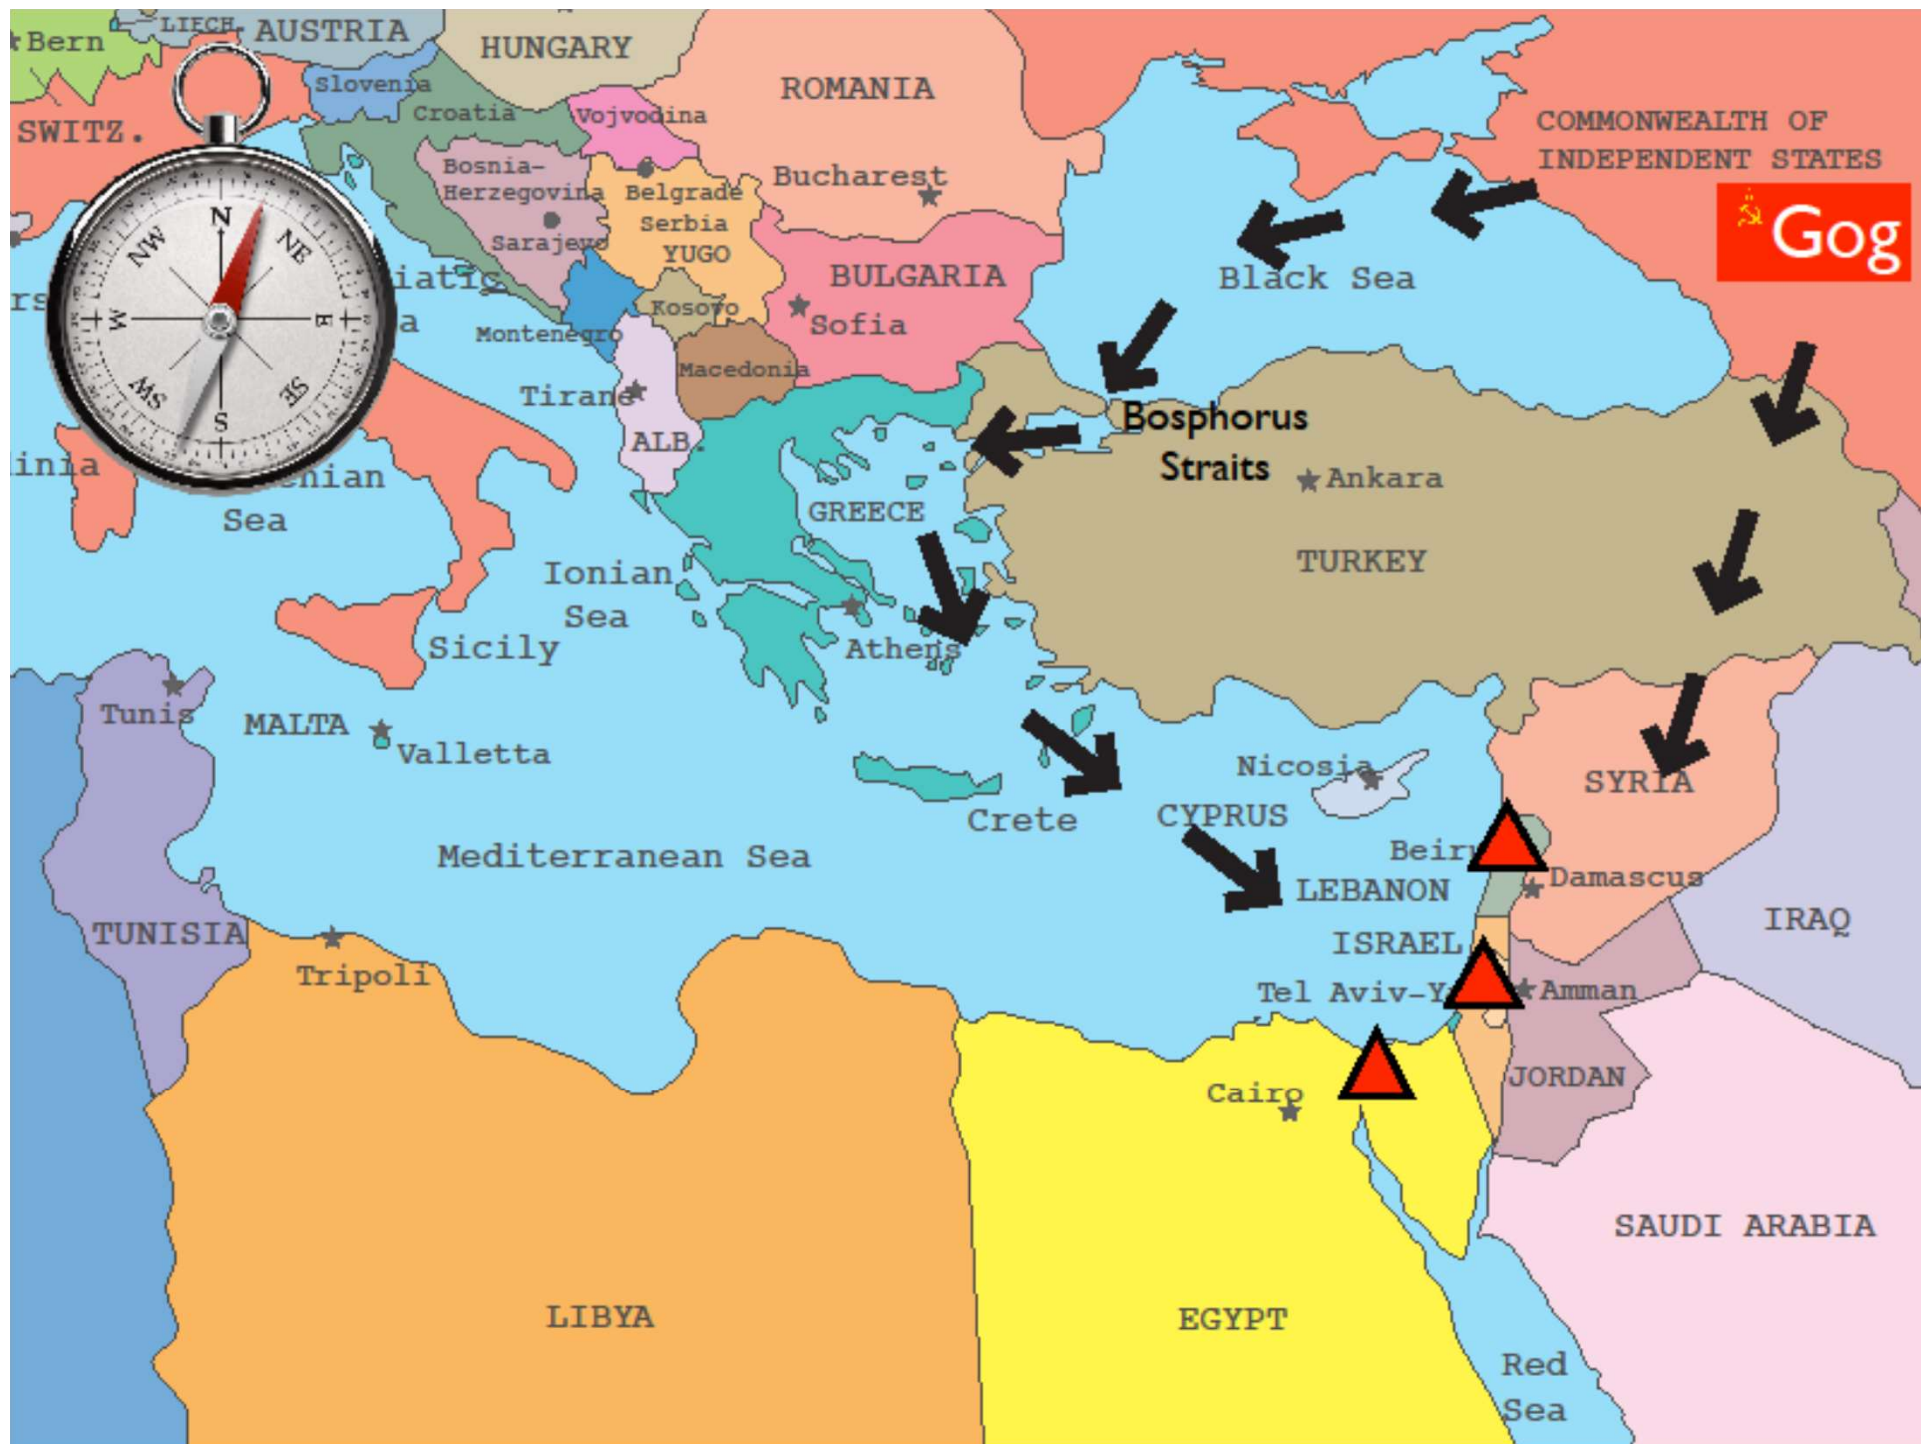 Bern
LIECH.
AUSTRIA
HUNGARY
SWITZ.
Slovenia
Croatia
Vojvodina
ROMANIA
COMMONWEALTH OF
INDEPENDENT STATES
Gog
Bosnia-
Herzegovina
Belgrade
Serbia
YUGO
Bucharest
Sarajevo
N
NE
E
SE
S
SW
W
NW
BULGARIA
Black Sea
Kosovo
Montenegro
Sofia
Macedonia
Tirane
ALB.
Bosphorus
Straits
Ankara
TURKEY
GREECE
Sea
Ionian
Sea
Sicily
Athens
Tunis
MALTA
Valletta
Nicosia
CYPRUS
Crete
SYRIA
Mediterranean Sea
LEBANON
Damascus
ISRAEL
IRAQ
TUNISIA
Tripoli
Amman
Cairo
JORDAN
SAUDI ARABIA
LIBYA
EGYPT
Red
Sea